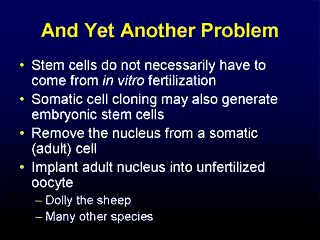 And Yet Another Problem
• Stem cells do not necessarily have to
come from in vitro fertilization
• Somatic cell cloning may also generate
embryonic stem cells
• Remove the nucleus from a somatic
(adult) cell
• Implant adult nucleus into unfertilized
oocyte
– Dolly the sheep
– Many other species